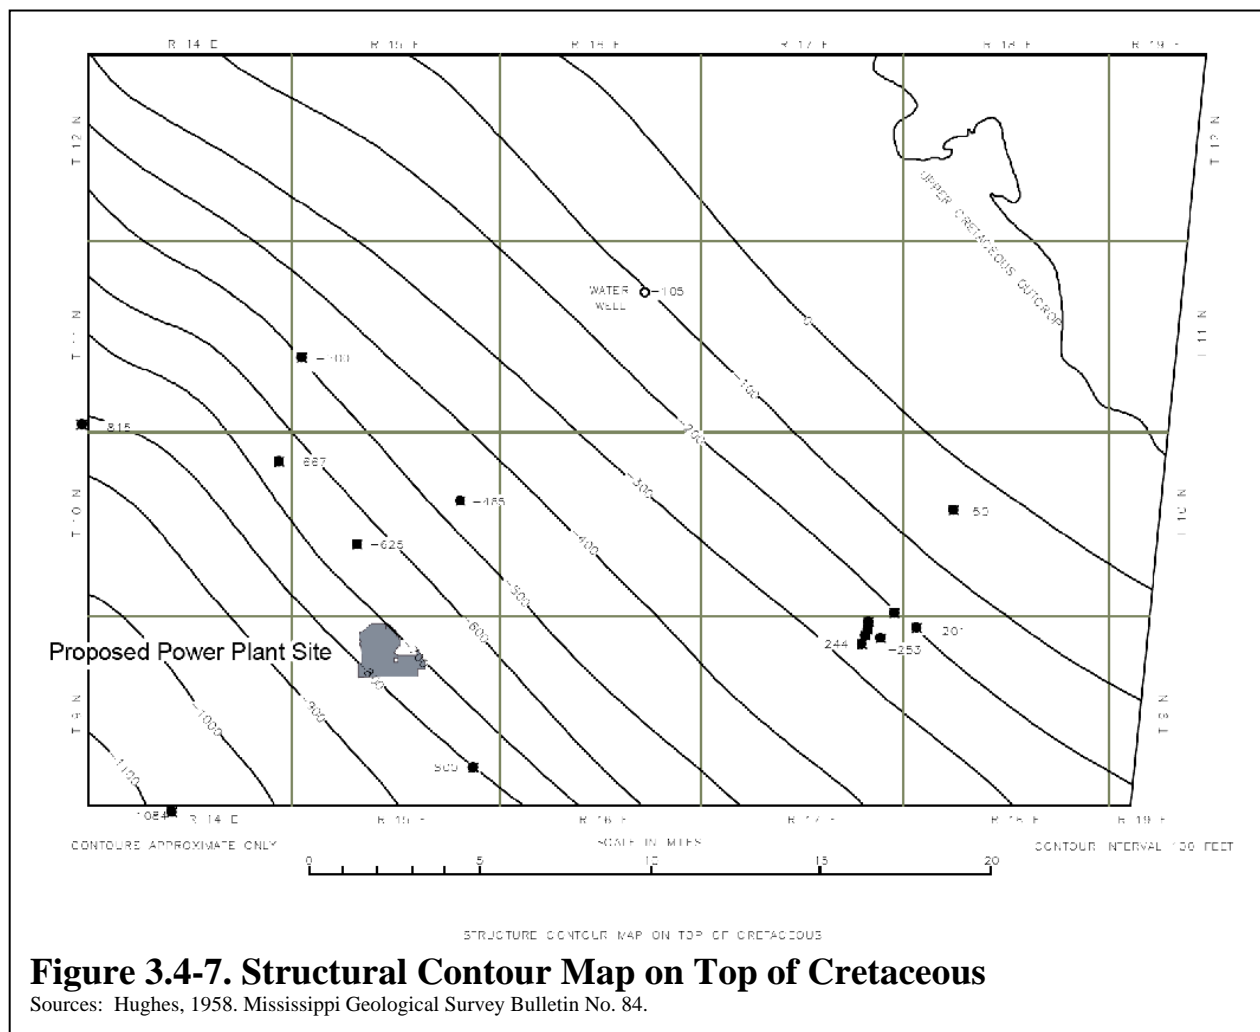 R 14 E R 15 E R 16 E R 17 E R 18 E R 19 E
T 12 N
T 12 N
UPPER CRETACEOUS OUTCROP
WATER
WELL
-105
0
T 11 N
T 11 N
-100
-200
-300
815
667
-485
-300
50
T 10 N
T 10 N
-625
-400
-500
-600
201
244
-253
Proposed Power Plant Site
-900
-1000
T 9 N
T 9 N
-1100
1084
R 14 E R 15 E R 16 E R 17 E R 18 E R 19 E
CONTOURS APPROXIMATE ONLY
SCALE IN MILES
CONTOUR INTERVAL 100 FEET
0 5 10 15 20
STRUCTURE CONTOUR MAP ON TOP OF CRETACEOUS
Figure 3.4-7. Structural Contour Map on Top of Cretaceous
Sources: Hughes, 1958. Mississippi Geological Survey Bulletin No. 84.